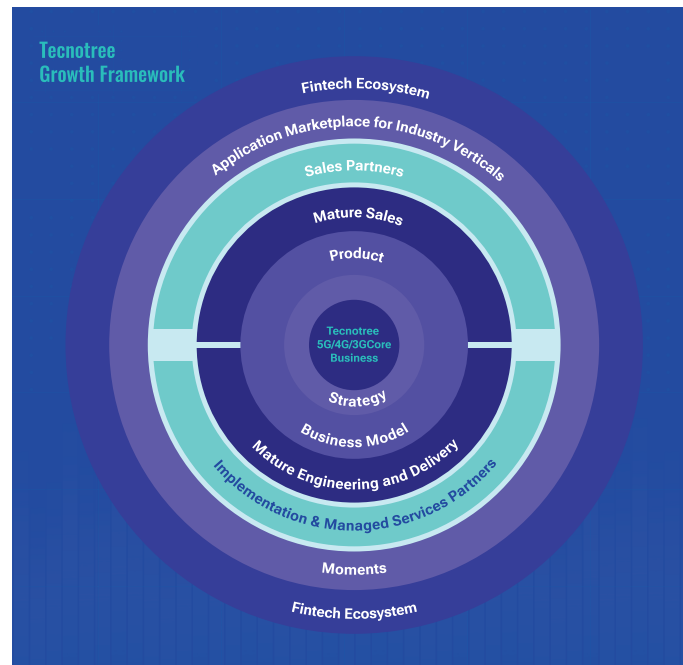 Tecnotree
Growth Framework
Fintech Ecosystem
Application Marketplace for Industry Verticals
Sales Partners
Mature Sales
Product
Tecnotree
5G/4G/3GCore
Business
Strategy
Business Model
Mature Engineering and Delivery
Implementation & Managed Services Partners
Moments
Fintech Ecosystem